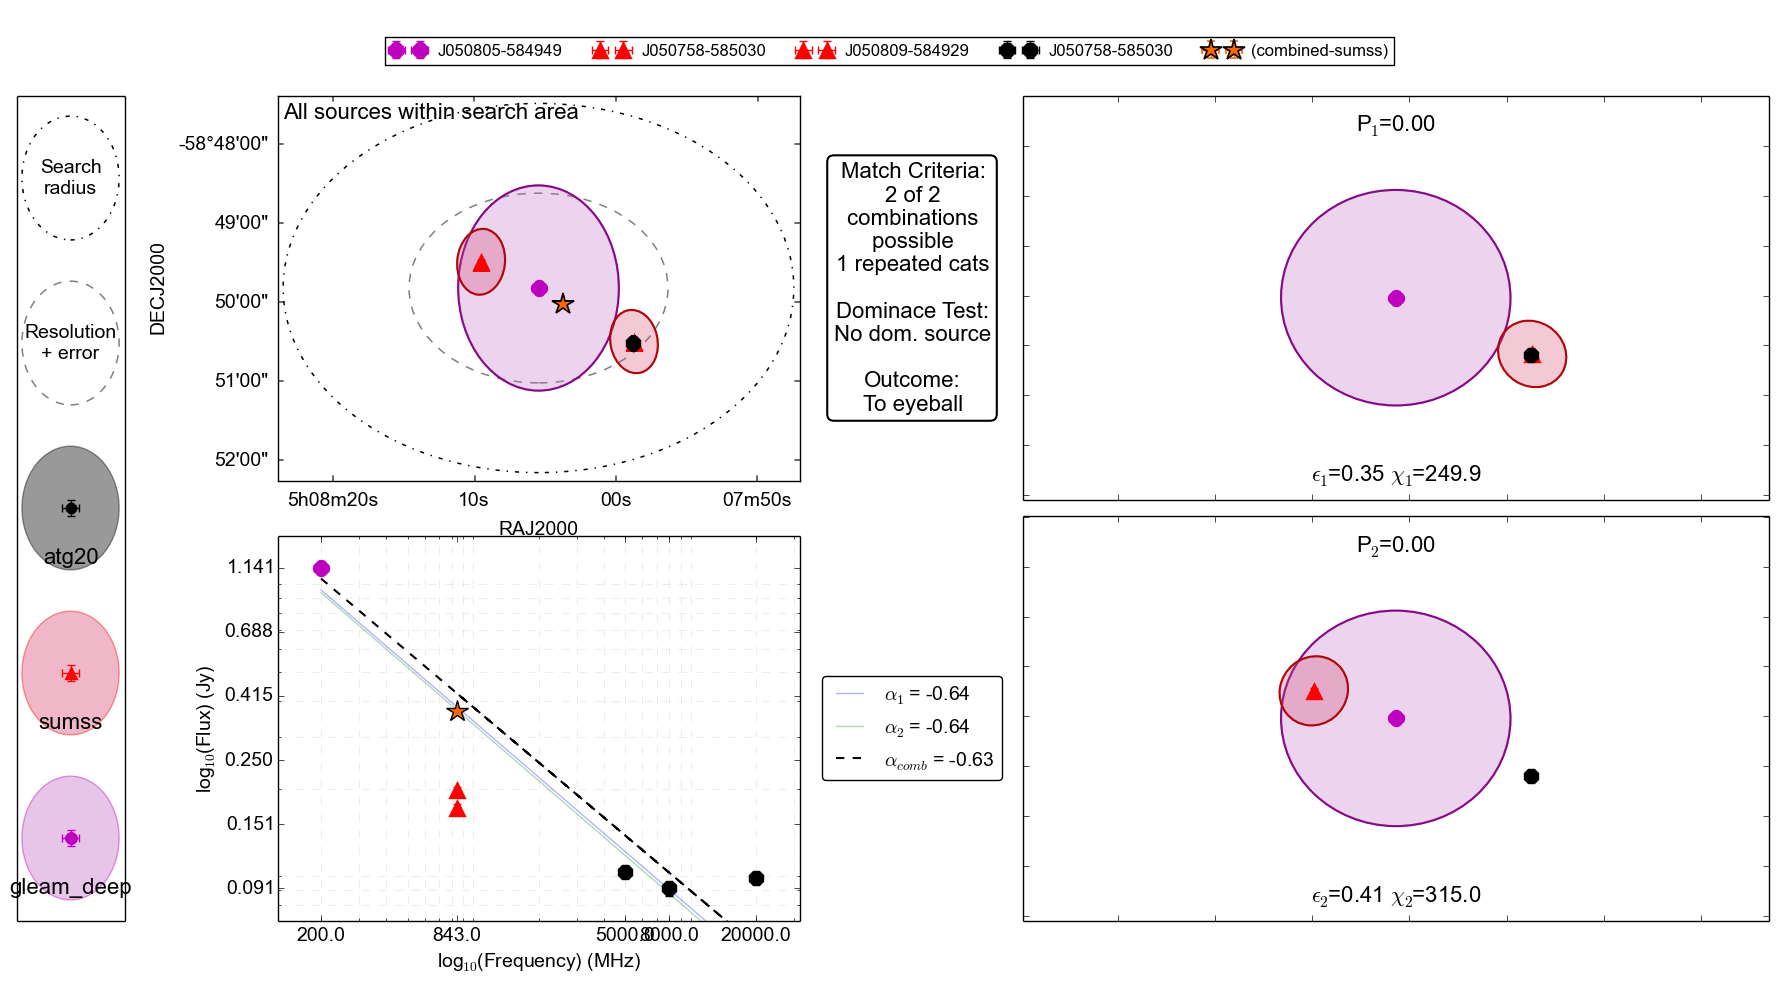 J050805-584949
J050758-585030
J050809-584929
J050758-585030
(combined-sumss)
Search
radius
Resolution
+ error
atg20
sumss
gleam_deep
All sources within search area
DECJ2000
-58°48'00"
49'00"
50'00"
51'00"
52'00"
5h08m20s
10s
00s
07m50s
RAJ2000
Match Criteria:
2 of 2
combinations
possible
1 repeated cats
Dominace Test:
No dom. source
Outcome:
To eyeball
P1=0.00
ϵ1=0.35 χ1=249.9
P2=0.00
ϵ2=0.41 χ2=315.0
log10(Flux) (Jy)
1.141
0.688
0.415
0.250
0.151
0.091
200.0
843.0
5000.0
8000.0
20000.0
log10(Frequency) (MHz)
α1 = -0.64
α2 = -0.64
αcomb = -0.63